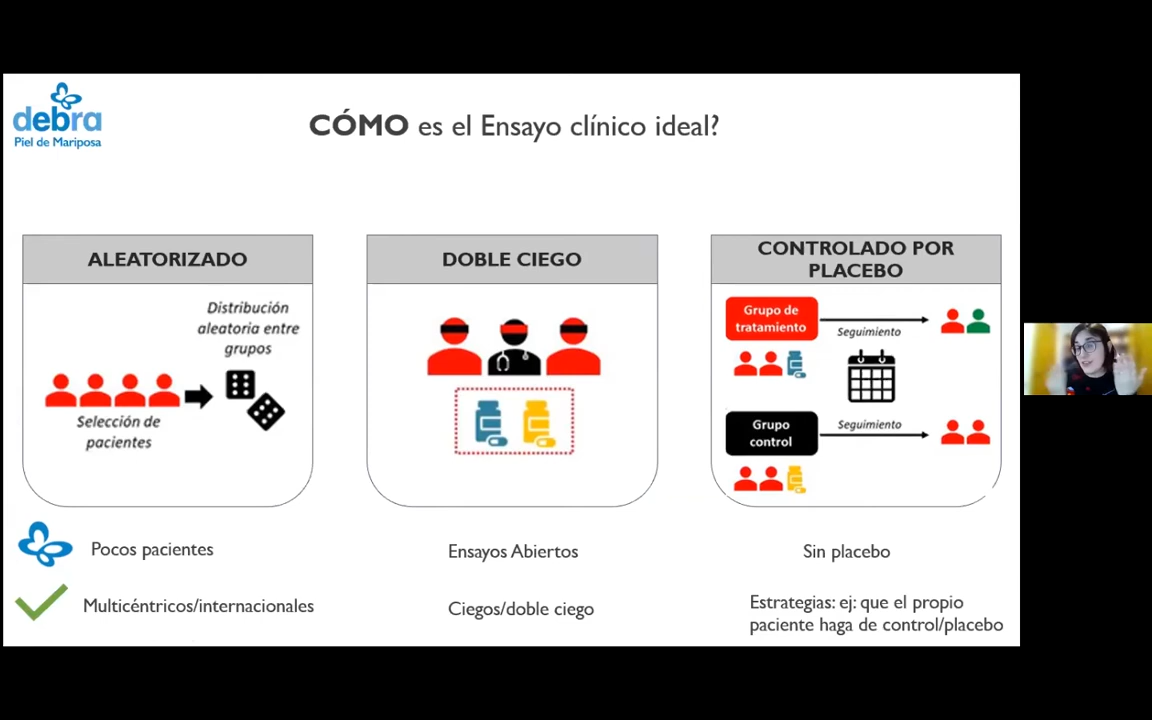 debra
Piel de Mariposa
CÓMO es el Ensayo clínico ideal?
ALEATORIZADO
Distribución
aleatoria entre
grupos
Selección de
pacientes
DOBLE CIEGO
CONTROLADO POR
PLACEBO
Grupo de
tratamiento
Seguimiento
Grupo
control
Seguimiento
Pocos pacientes
Ensayos Abiertos
Sin placebo
Multicéntricos/internacionales
Ciegos/doble ciego
Estrategias: ej: que el propio
paciente haga de control/placebo